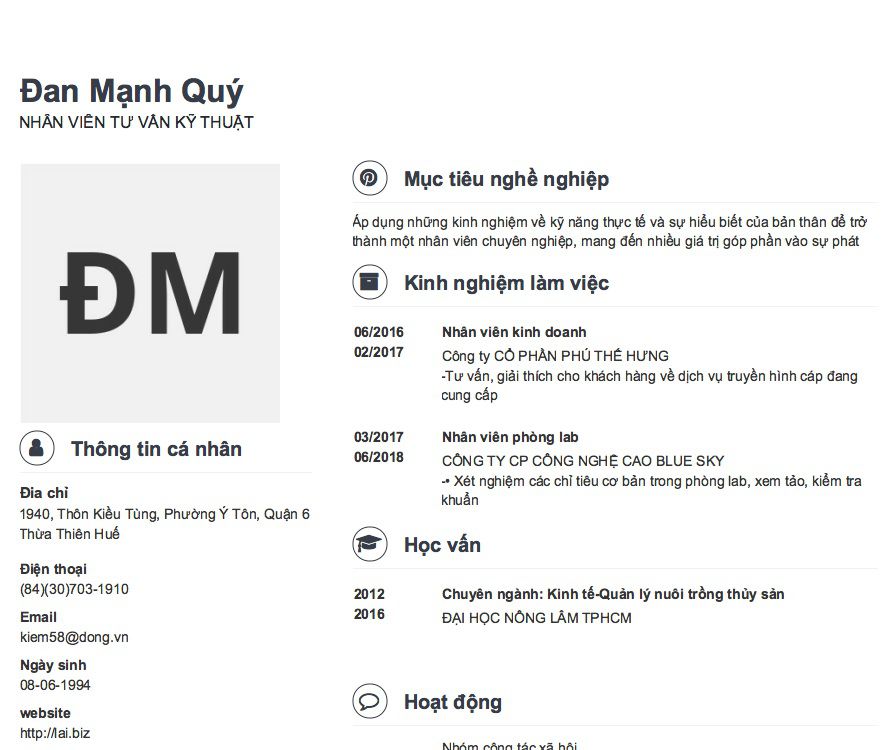 Đan Mạnh Quý
NHÂN VIÊN TƯ VẤN KỸ THUẬT
ĐM
Thông tin cá nhân
Đia chỉ
1940, Thôn Kiều Tùng, Phường Ý Tôn, Quận 6
Thừa Thiên Huế
Điện thoại
(84)(30)703-1910
Email
kiem58@dong.vn
Ngày sinh
08-06-1994
website
http://lai.biz
Mục tiêu nghề nghiệp
Áp dụng những kinh nghiệm về kỹ năng thực tế và sự hiểu biết của bản thân để trở
thành một nhân viên chuyên nghiệp, mang đến nhiều giá trị góp phần vào sự phát
Kinh nghiệm làm việc
06/2016 Nhân viên kinh doanh
02/2017 Công ty CỔ PHẦN PHÚ THẾ HƯNG
-Tư vấn, giải thích cho khách hàng về dịch vụ truyền hình cáp đang
cung cấp
03/2017 Nhân viên phòng lab
06/2018 CÔNG TY CP CÔNG NGHỆ CAO BLUE SKY
-• Xét nghiệm các chỉ tiêu cơ bản trong phòng lab, xem tảo, kiểm tra
khuẩn
Học vấn
2012 Chuyên ngành: Kinh tế-Quản lý nuôi trồng thủy sản
2016 ĐẠI HỌC NÔNG LÂM TPHCM
Hoạt động
Nhóm công tác xã hội